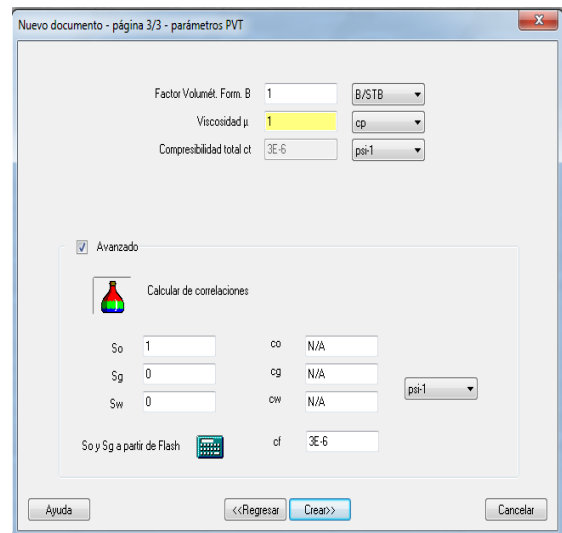 Nuevo documento - página 3/3 - parámetros PVT
Factor Volumét. Form. B 1 B/STB
Viscosidad µ 1 cp
Compresibilidad total ct 3E-6 psi-1
Avanzado
Calcular de correlaciones
So 1 co N/A
Sg 0 cg N/A
psi-1
Sw 0 cw N/A
So y Sg a partir de Flash cf 3E-6
Ayuda <<Regresar Crear>> Cancelar